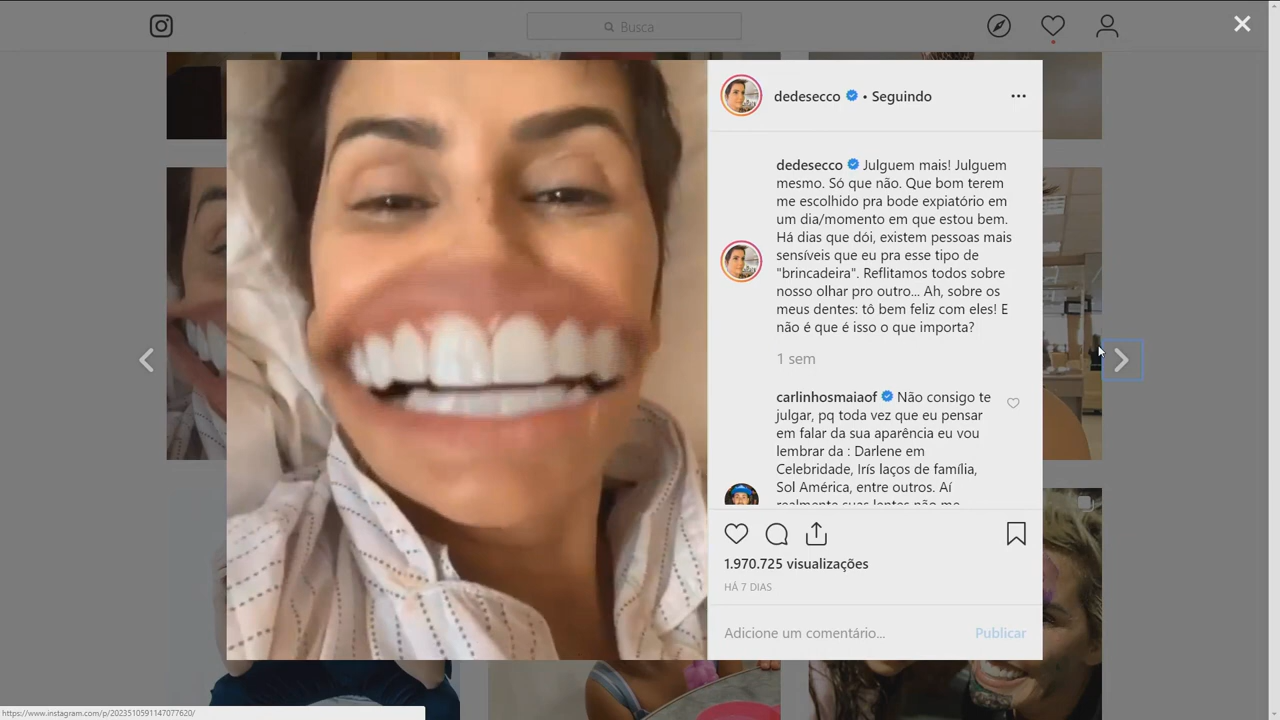 Busca
dedesecco • Seguindo
dedesecco Julguem mais! Julguem
mesmo. Só que não. Que bom terem
me escolhido pra bode expiatório em
um dia/momento em que estou bem.
Há dias que dói, existem pessoas mais
sensíveis que eu pra esse tipo de
"brincadeira". Reflitamos todos sobre
nosso olhar pro outro... Ah, sobre os
meus dentes: tô bem feliz com eles! E
não é que é isso o que importa?
1 sem
carlinhosmaiaof Não consigo te
julgar, pq toda vez que eu pensar
em falar da sua aparência eu vou
lembrar da : Darlene em
Celebridade, Irís laços de família,
Sol América, entre outros. Aí
realmente suas lentes não me
1.970.725 visualizações
HÁ 7 DIAS
Adicione um comentário...
Publicar
https://www.instagram.com/p/2023510591147077620/